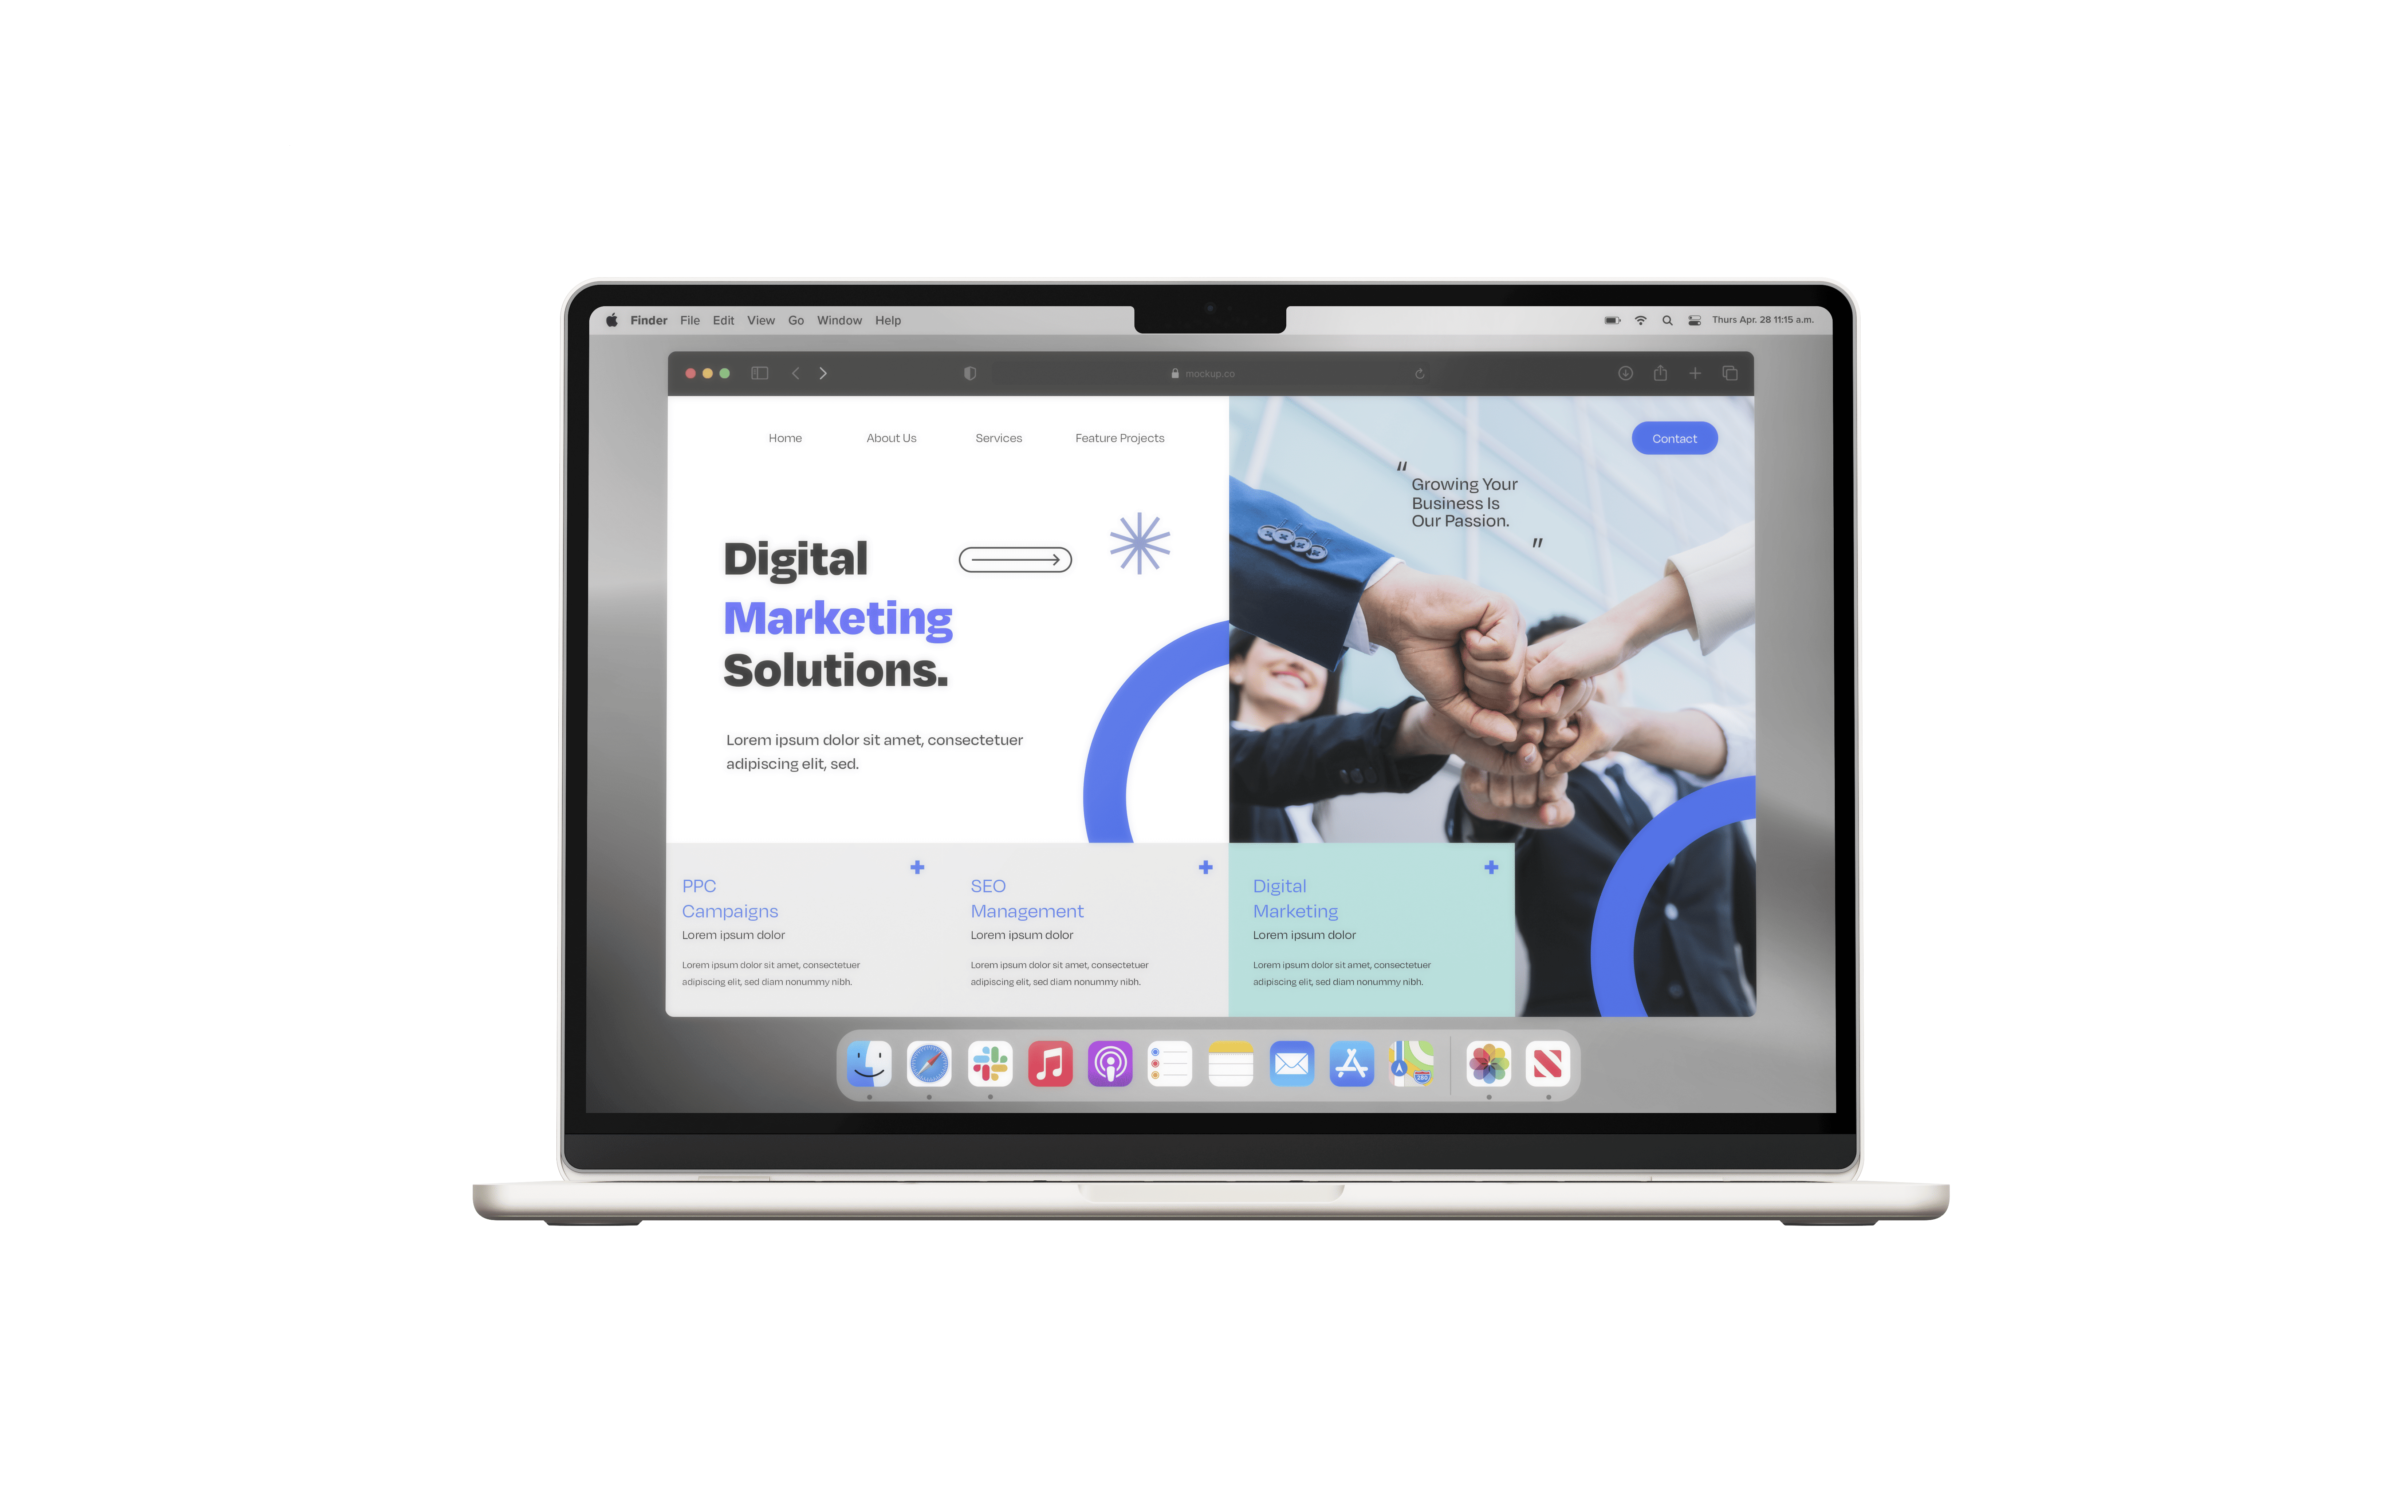 Finder File Edit View Go Window Help
Thurs Apr. 28 11:15 a.m.
mockup.co
Home About Us Services Feature Projects
Contact
" Growing Your
Business Is
Our Passion. "
Digital
Marketing
Solutions.
Lorem ipsum dolor sit amet, consectetuer
adipiscing elit, sed.
PPC
Campaigns
Lorem ipsum dolor
Lorem ipsum dolor sit amet, consectetuer
adipiscing elit, sed diam nonummy nibh.
SEO
Management
Lorem ipsum dolor
Lorem ipsum dolor sit amet, consectetuer
adipiscing elit, sed diam nonummy nibh.
Digital
Marketing
Lorem ipsum dolor
Lorem ipsum dolor sit amet, consectetuer
adipiscing elit, sed diam nonummy nibh.
280